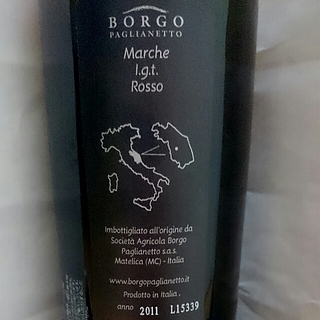 BORGO
PAGLIANETTO
Marche
I.g.t.
Rosso
Imbottigliato all'origine da
Società Agricola Borgo
Paglianetto s.a.s.
Matelica (MC) - Italia
www.borgopaglianetto.it
Prodotto in Italia.
anno 2011 L15339